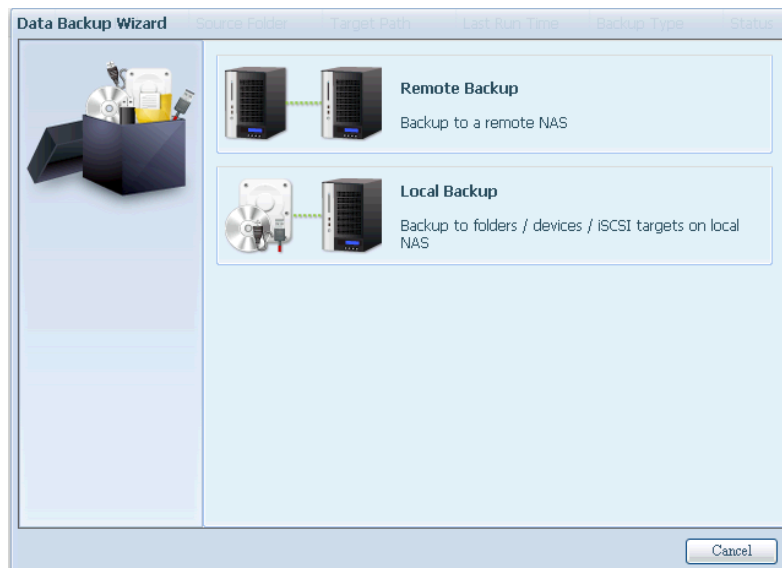 Data Backup Wizard Source Folder Target Path Last Run Time Backup Type Status
Remote Backup
Backup to a remote NAS
Local Backup
Backup to folders / devices / iSCSI targets on local
NAS
Cancel